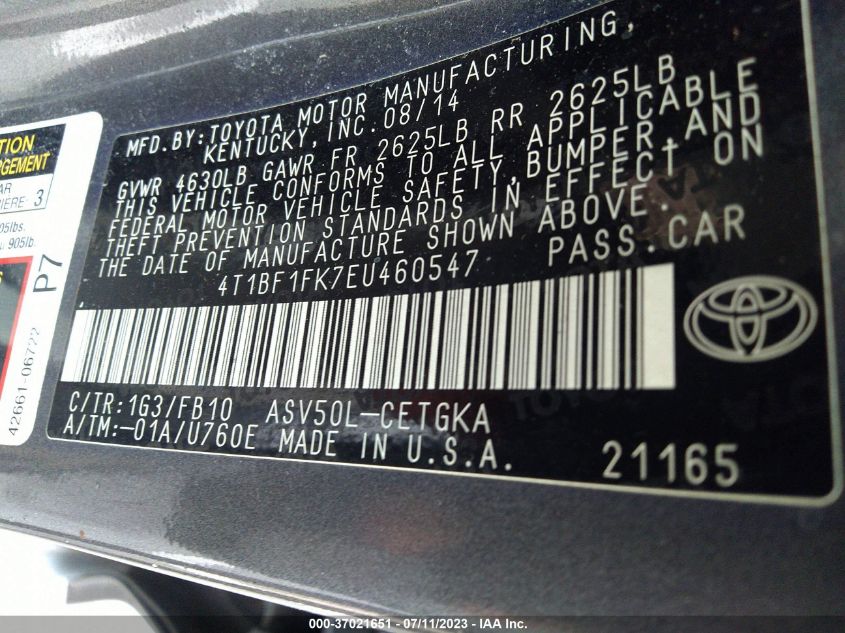 MFD.BY:TOYOTA MOTOR MANUFACTURING,
KENTUCKY,INC.08/14
GVWR 4630LB GAWR FR 2625LB RR 2625LB
THIS VEHICLE CONFORMS TO ALL APPLICABLE
FEDERAL MOTOR VEHICLE SAFETY,BUMPER,AND
THEFT PREVENTION STANDARDS IN EFFECT ON
THE DATE OF MANUFACTURE SHOWN ABOVE.
4T1BF1FK7EU460547 PASS.CAR
C/TR:1G3/FB10 ASV50L-CETGKA
A/TM:-01A/U760E MADE IN U.S.A.
21165
P7
42661-06722
3
905lb.
000-37021651 - 07/11/2023 - IAA Inc.